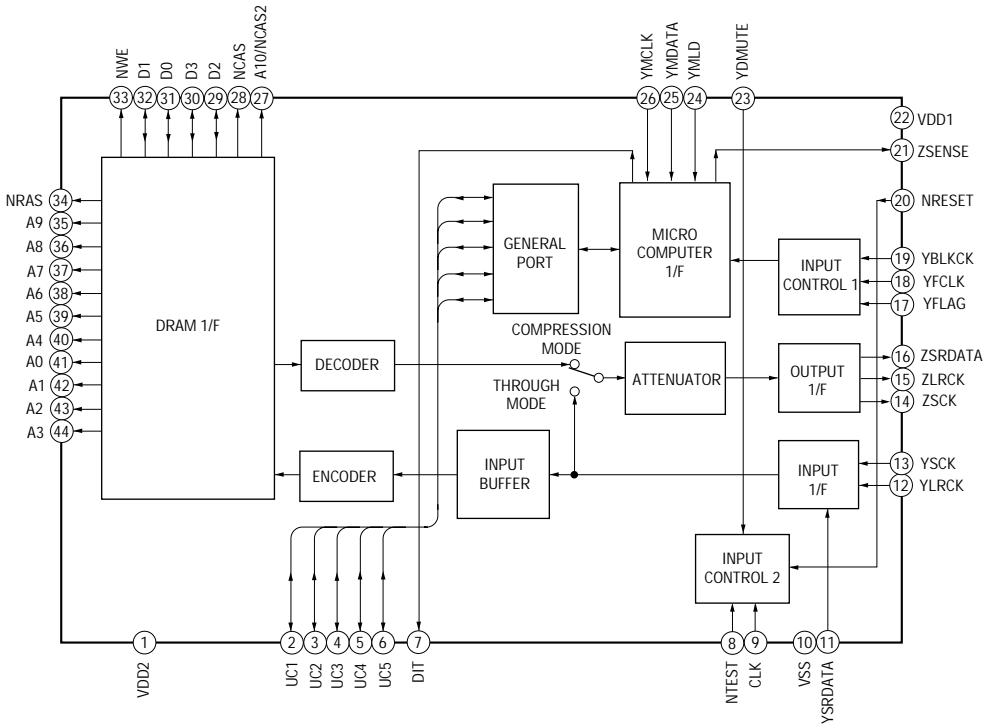 NWE
D1
D0
D3
D2
NCAS
A10/NCAS2
YMCLK
YMDATA
YMLD
YDMUTE
33
32
31
30
29
28
27
26
25
24
23
22 VDD1
21 ZSENSE
NRAS 34
A9 35
A8 36
A7 37
A6 38
A5 39
A4 40
A0 41
A1 42
A2 43
A3 44
20 NRESET
19 YBLKCK
18 YFCLK
17 YFLAG
16 ZSRDATA
15 ZLRCK
14 ZSCK
13 YSCK
12 YLRCK
DRAM 1/F
GENERAL
PORT
MICRO
COMPUTER
1/F
INPUT
CONTROL 1
COMPRESSION
MODE
DECODER
THROUGH
MODE
ATTENUATOR
OUTPUT
1/F
ENCODER
INPUT
BUFFER
INPUT
1/F
INPUT
CONTROL 2
1
2
3
4
5
6
7
8
9
10
11
VDD2
UC1
UC2
UC3
UC4
UC5
DIT
NTEST
CLK
VSS
YSRDATA